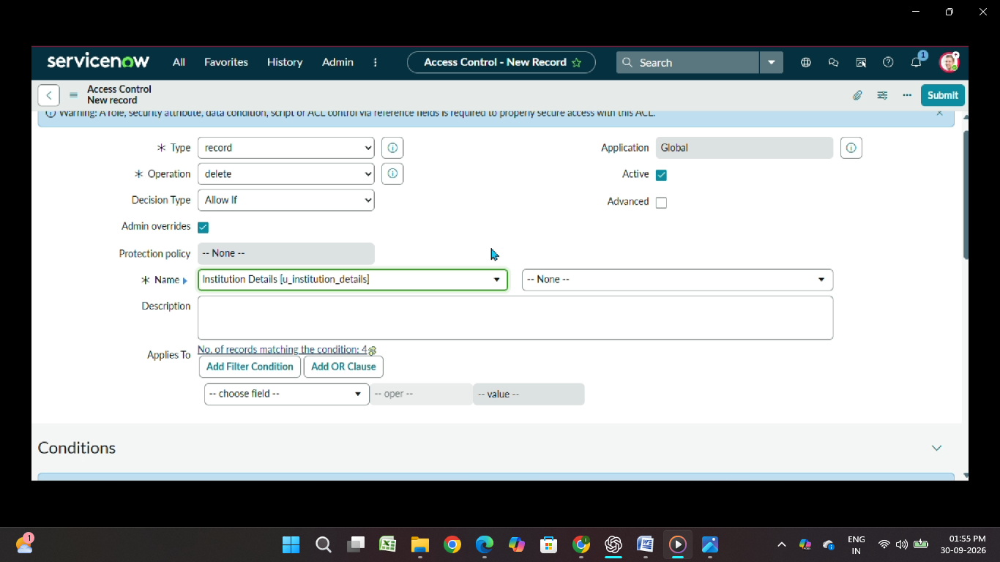 servicenow All Favorites History Admin Access Control - New Record Search 1
Access Control
New record
Submit
Warning: A role, security attribute, data condition, script or ACL control via reference fields is required to properly secure access with this ACL.
* Type record Application Global
* Operation delete Active
Decision Type Allow If Advanced
Admin overrides
Protection policy -- None --
* Name Institution Details [u_institution_details] -- None --
Description
Applies To No. of records matching the condition: 4
Add Filter Condition Add OR Clause
-- choose field -- -- oper -- -- value --
Conditions
1 ENG 01:55 PM
IN 30-09-2026